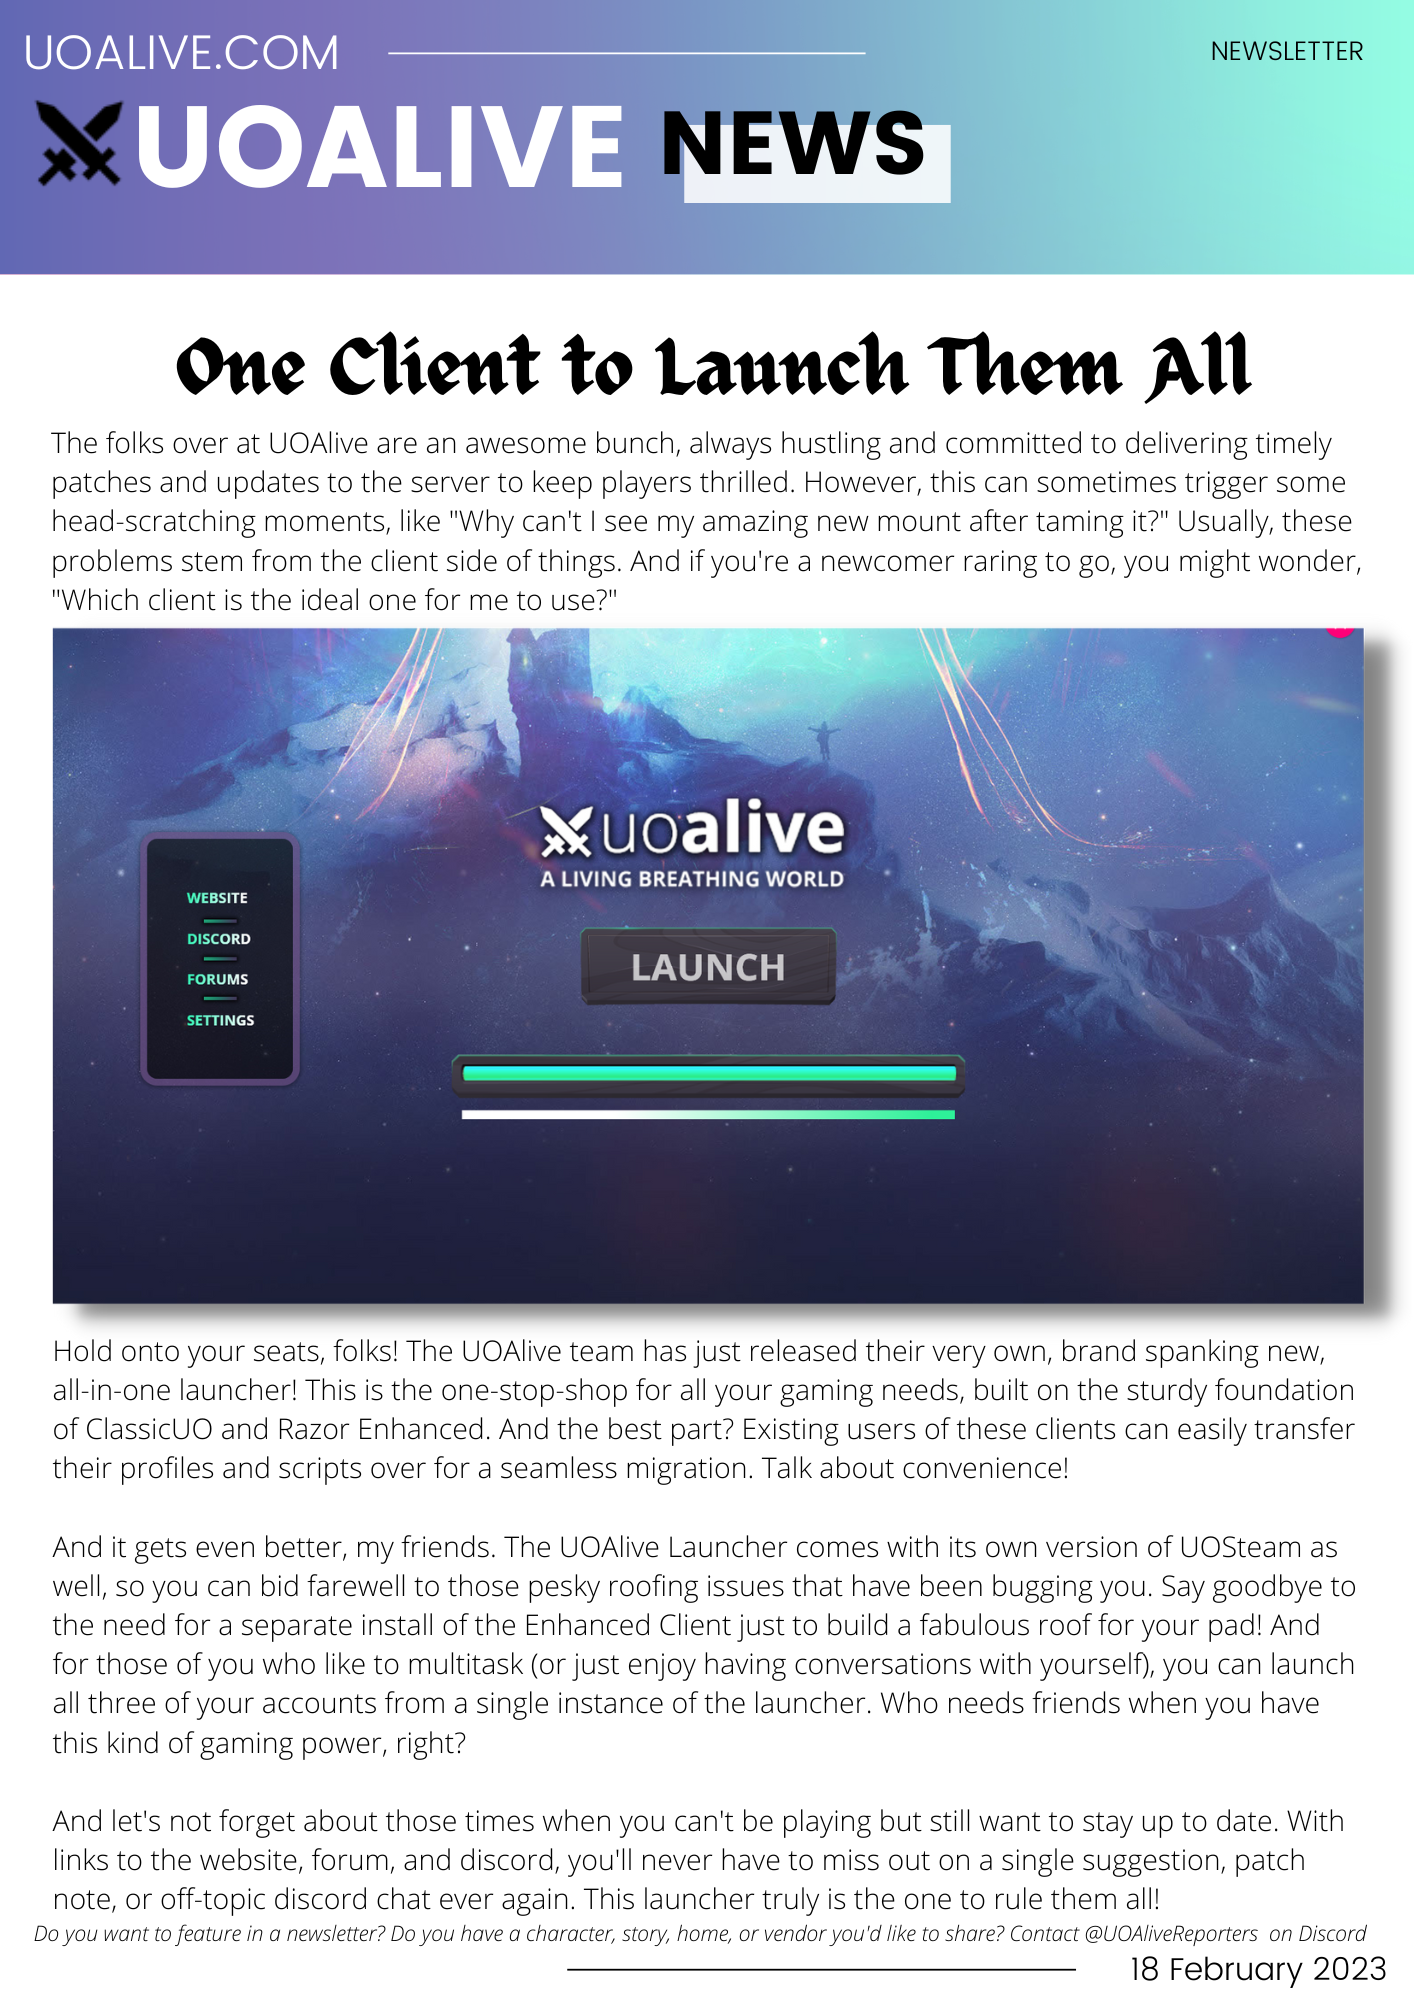 UOALIVE.COM
NEWSLETTER
UOALIVE NEWS
One Client to Launch Them All
The folks over at UOAlive are an awesome bunch, always hustling and committed to delivering timely
patches and updates to the server to keep players thrilled. However, this can sometimes trigger some
head-scratching moments, like "Why can't I see my amazing new mount after taming it?" Usually, these
problems stem from the client side of things. And if you're a newcomer raring to go, you might wonder,
"Which client is the ideal one for me to use?"
uoalive
A LIVING BREATHING WORLD
WEBSITE
DISCORD
FORUMS
SETTINGS
LAUNCH
Hold onto your seats, folks! The UOAlive team has just released their very own, brand spanking new,
all-in-one launcher! This is the one-stop-shop for all your gaming needs, built on the sturdy foundation
of ClassicUO and Razor Enhanced. And the best part? Existing users of these clients can easily transfer
their profiles and scripts over for a seamless migration. Talk about convenience!
And it gets even better, my friends. The UOAlive Launcher comes with its own version of UOSteam as
well, so you can bid farewell to those pesky roofing issues that have been bugging you. Say goodbye to
the need for a separate install of the Enhanced Client just to build a fabulous roof for your pad! And
for those of you who like to multitask (or just enjoy having conversations with yourself), you can launch
all three of your accounts from a single instance of the launcher. Who needs friends when you have
this kind of gaming power, right?
And let's not forget about those times when you can't be playing but still want to stay up to date. With
links to the website, forum, and discord, you'll never have to miss out on a single suggestion, patch
note, or off-topic discord chat ever again. This launcher truly is the one to rule them all!
Do you want to feature in a newsletter? Do you have a character, story, home, or vendor you'd like to share? Contact @UOAliveReporters on Discord
18 February 2023